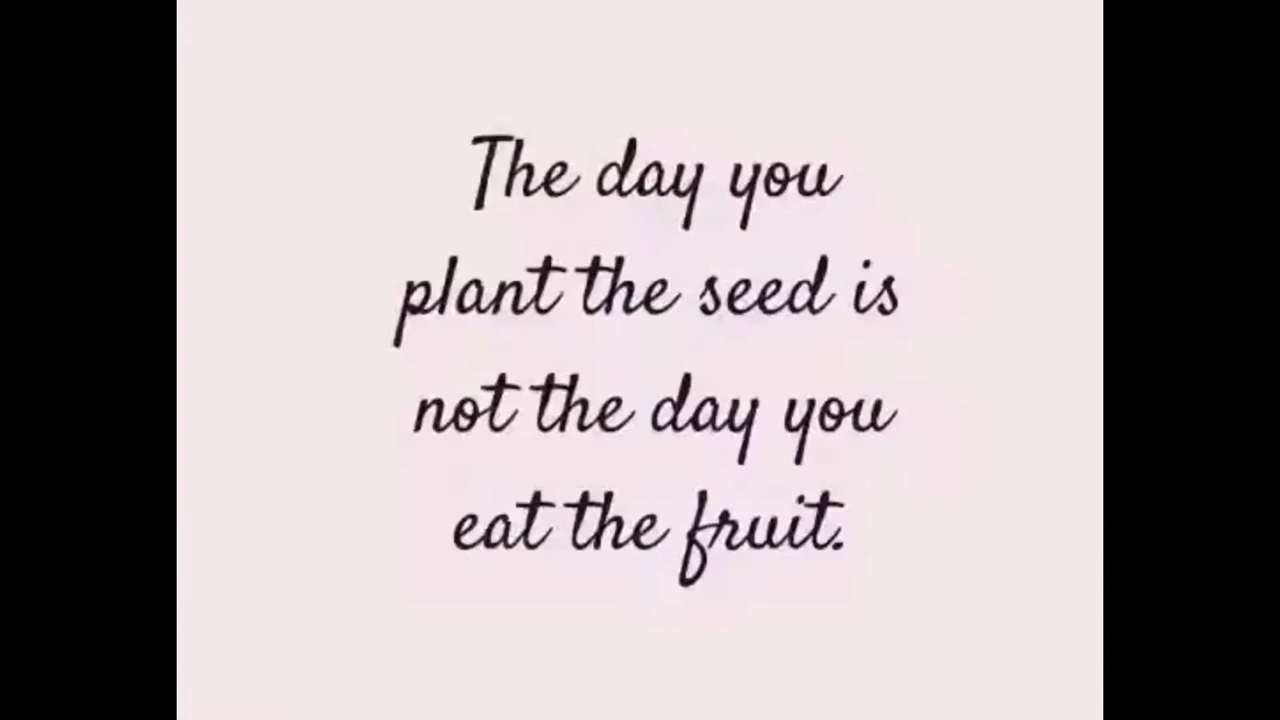 The day you
plant the seed is
not the day you
eat the fruit.